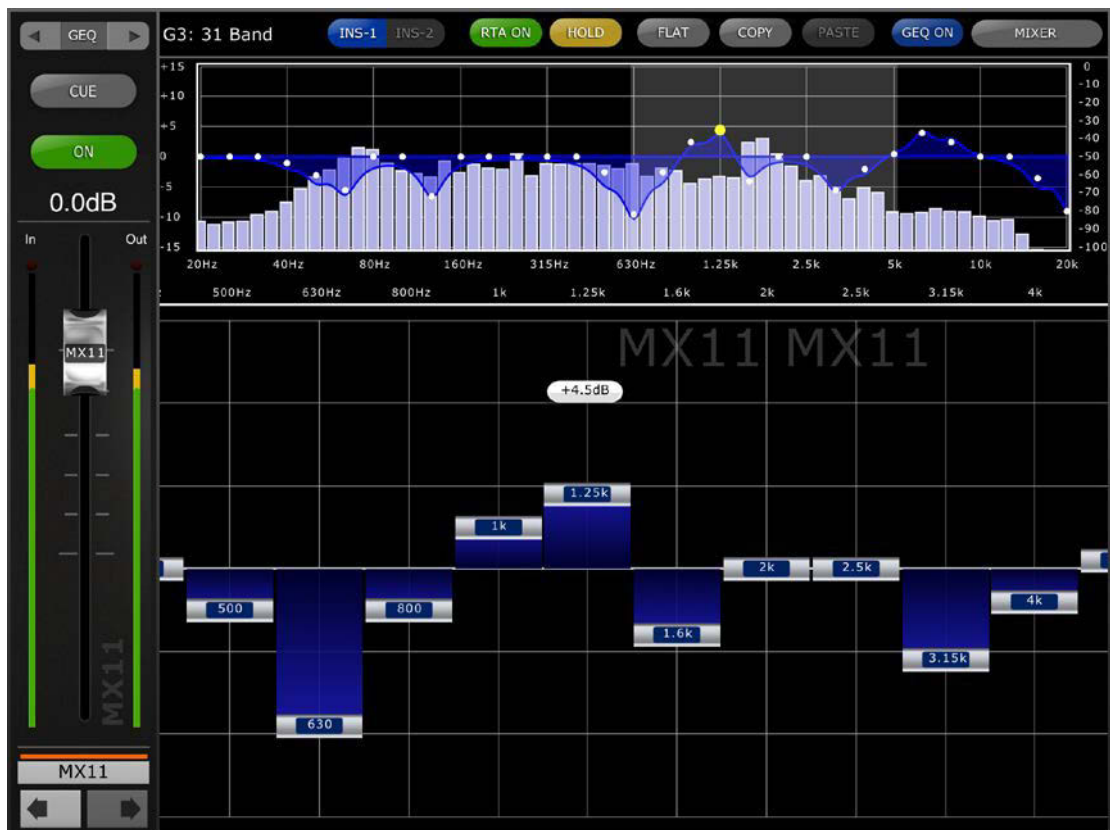 GEQ G3: 31 Band INS-1 INS-2 RTA ON HOLD FLAT COPY PASTE GEQ ON MIXER
CUE
ON
0.0dB
In Out
+15
+10
+5
0
-5
-10
-15
0
-10
-20
-30
-40
-50
-60
-70
-80
-90
-100
20Hz 40Hz 80Hz 160Hz 315Hz 630Hz 1.25k 2.5k 5k 10k 20k
500Hz 630Hz 800Hz 1k 1.25k 1.6k 2k 2.5k 3.15k 4k
MX11 MX11
MX11
+4.5dB
1.25k
1k
2k 2.5k
500 800 4k
1.6k
3.15k
630
MX11
MX11